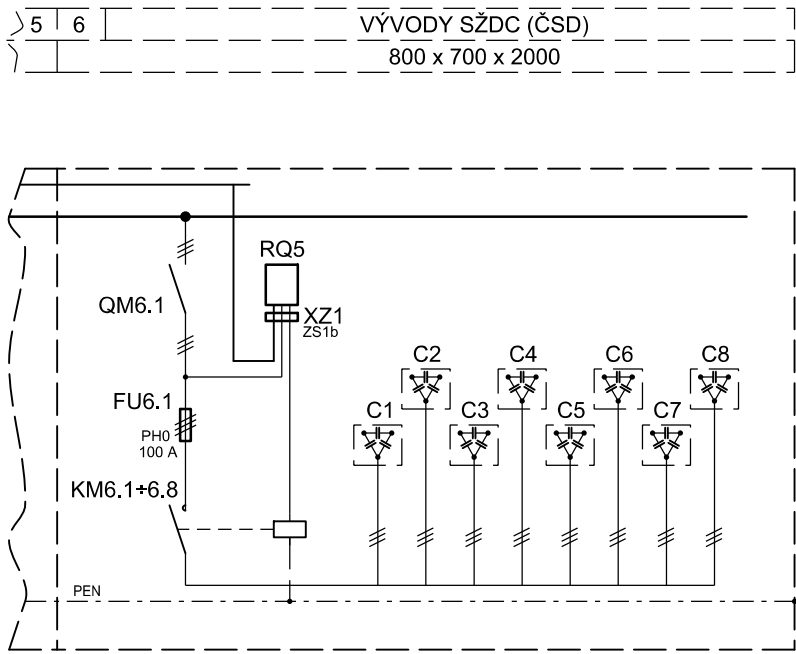 5 6 VÝVODY SŽDC (ČSD)
800 x 700 x 2000
RQ5
QM6.1
XZ1
ZS1b
C2 C4 C6 C8
FU6.1
C1 C3 C5 C7
PH0
100 A
KM6.1÷6.8
PEN